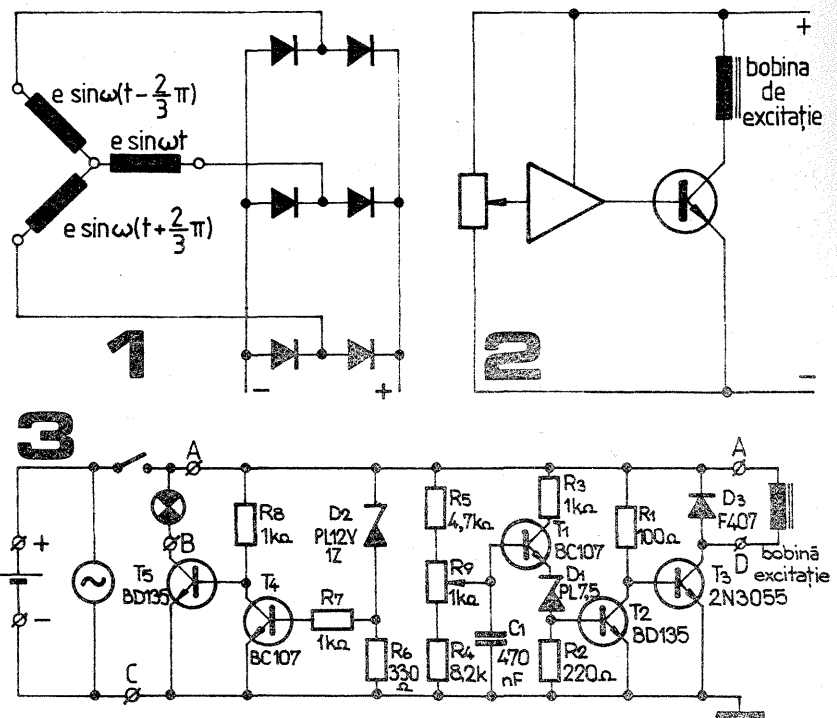 e sinω(t-2/3π)
e sinωt
e sinω(t+2/3π)
1
-
+
+
bobina
de
excitație
2
-
3
A
B
C
+
-
T5
BD135
R8
1kΩ
T4
BC107
D2
PL12V
1Z
R7
1kΩ
R6
330
Ω
R5
4,7kΩ
R9
1kΩ
R4
8,2k
C1
470
nF
R3
1kΩ
T1
BC107
D1
PL7,5
R2
220Ω
T2
BD135
R1
100Ω
T3
2N3055
D3
F407
A
D
bobină
excitație